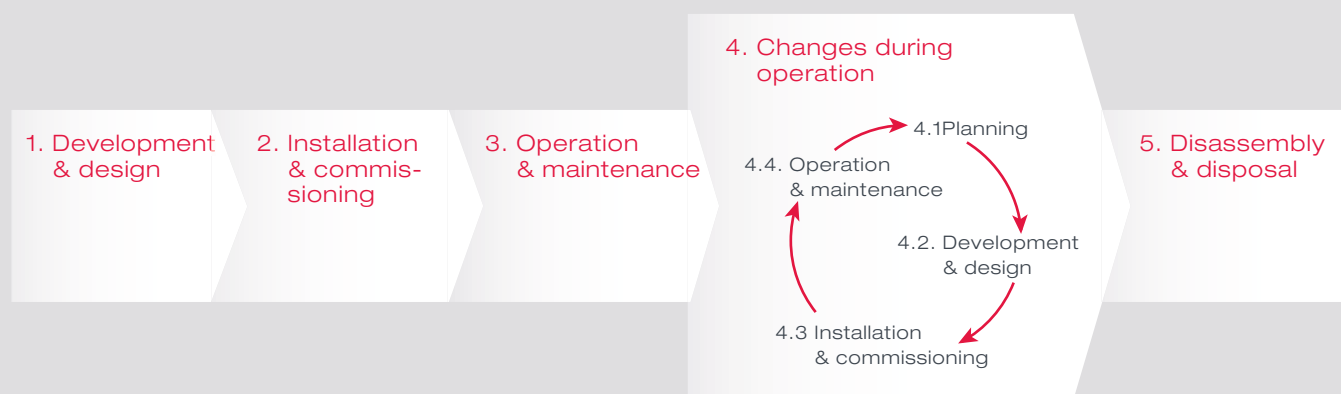 1. Development
& design
2. Installation
& commis-
sioning
3. Operation
& maintenance
4. Changes during
operation
4.1Planning
4.2. Development
& design
4.3 Installation
& commissioning
4.4. Operation
& maintenance
5. Disassembly
& disposal